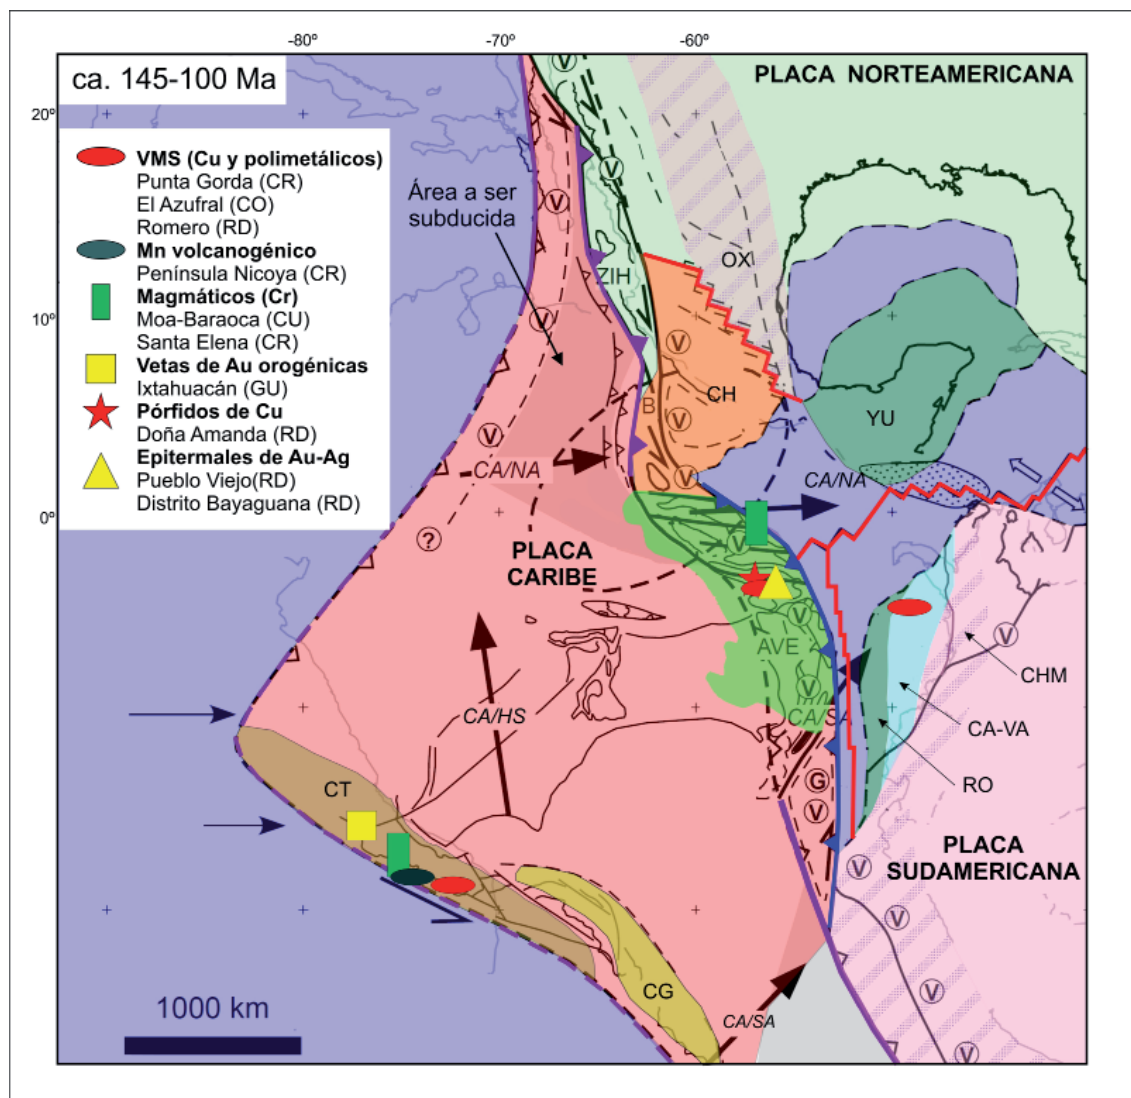 -80º -70º -60º
ca. 145-100 Ma
PLACA NORTEAMERICANA
20º
VMS (Cu y polimetálicos)
Punta Gorda (CR)
El Azufral (CO)
Romero (RD)
Mn volcanogénico
Península Nicoya (CR)
Magmáticos (Cr)
Moa-Baraoca (CU)
Santa Elena (CR)
Vetas de Au orogénicas
Ixtahuacán (GU)
Pórfidos de Cu
Doña Amanda (RD)
Epitermales de Au-Ag
Pueblo Viejo(RD)
Distrito Bayaguana (RD)
10º
0º
Área a ser
subducida
V
V
V
V
OX
ZIH
V
V
CH
B
V
YU
V
CA/NA
V
CA/NA
?
V
PLACA
CARIBE
V
AVE
V
V
CHM
CA/SA
CA/HS
CA-VA
G
V
RO
CT
PLACA
SUDAMERICANA
V
V
V
V
CG
CA/SA
1000 km